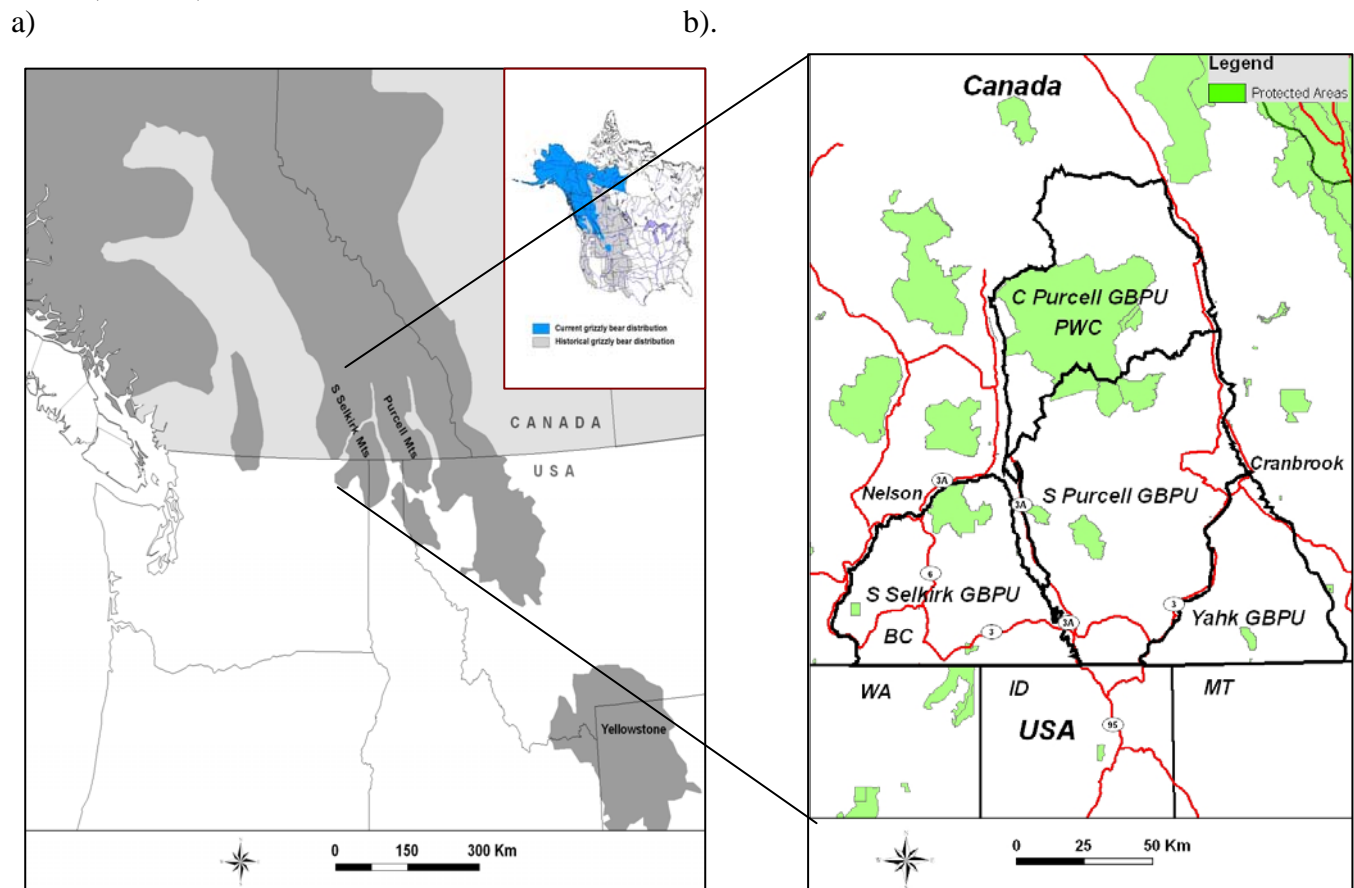 a)
b).
Current grizzly bear distribution
Historical grizzly bear distribution
S Selkirk Mts
Purcell Mts
CANADA
USA
Yellowstone
0 150 300 Km
Legend
Protected Areas
Canada
C Purcell GBPU
PWC
Cranbrook
Nelson
3A
S Purcell GBPU
3A
6
S Selkirk GBPU
3
Yahk GBPU
3A
BC
3
WA
ID
MT
USA
95
0 25 50 Km